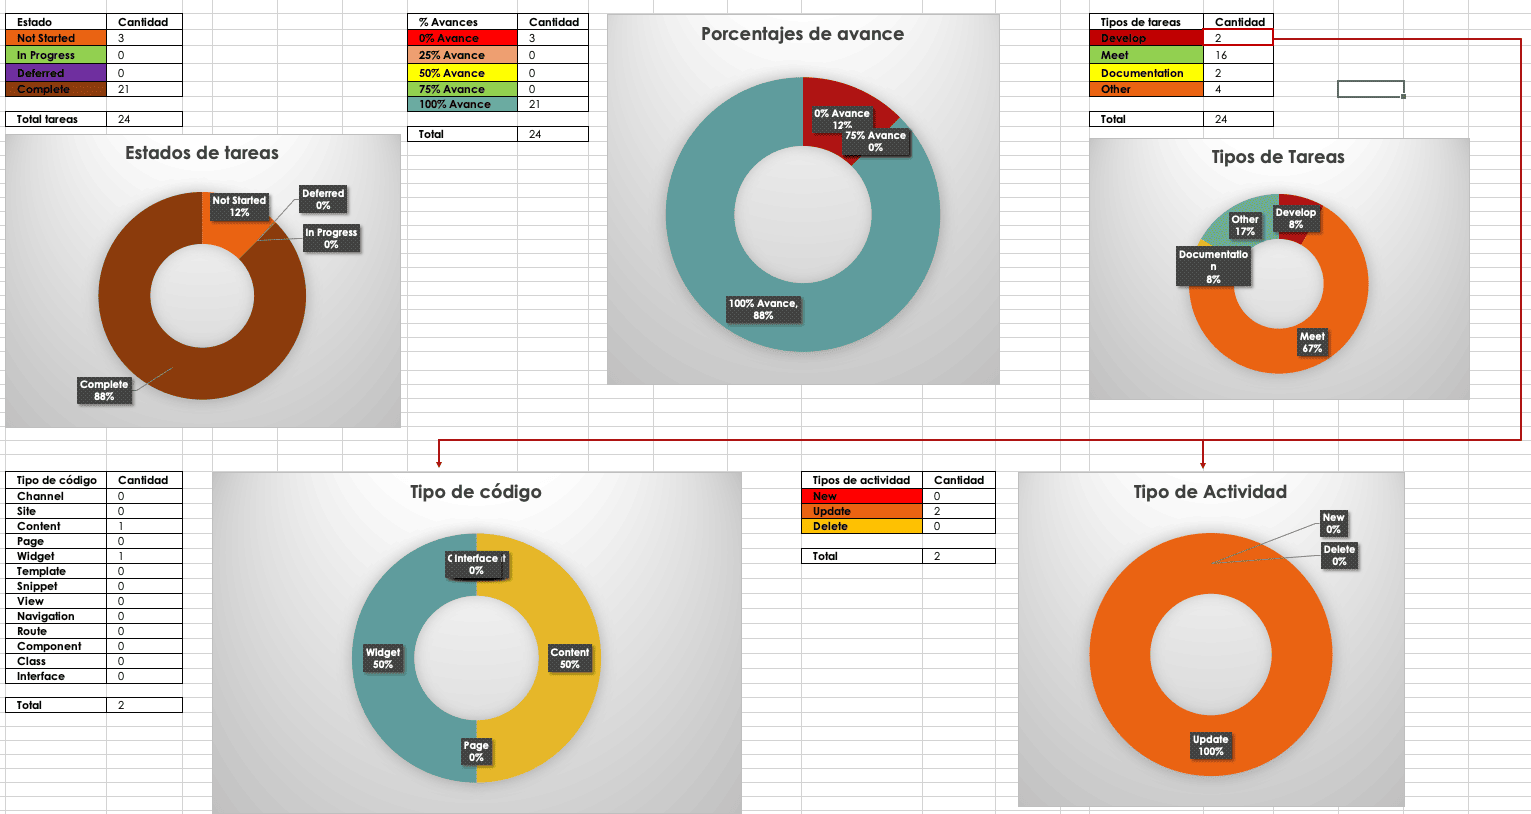 Estado Cantidad
Not Started 3
In Progress 0
Deferred 0
Complete 21
Total tareas 24
Estados de tareas
Not Started
12%
Deferred
0%
In Progress
0%
Complete
88%
% Avances Cantidad
0% Avance 3
25% Avance 0
50% Avance 0
75% Avance 0
100% Avance 21
Total 24
Porcentajes de avance
0% Avance
12%
75% Avance
0%
100% Avance,
88%
Tipos de tareas Cantidad
Develop 2
Meet 16
Documentation 2
Other 4
Total 24
Tipos de Tareas
Other
17%
Develop
8%
Documentatio
n
8%
Meet
67%
Tipo de código Cantidad
Channel 0
Site 0
Content 1
Page 0
Widget 1
Template 0
Snippet 0
View 0
Navigation 0
Route 0
Component 0
Class 0
Interface 0
Total 2
Tipo de código
Interface
0%
Widget
50%
Content
50%
Page
0%
Tipos de actividad Cantidad
New 0
Update 2
Delete 0
Total 2
Tipo de Actividad
New
0%
Delete
0%
Update
100%